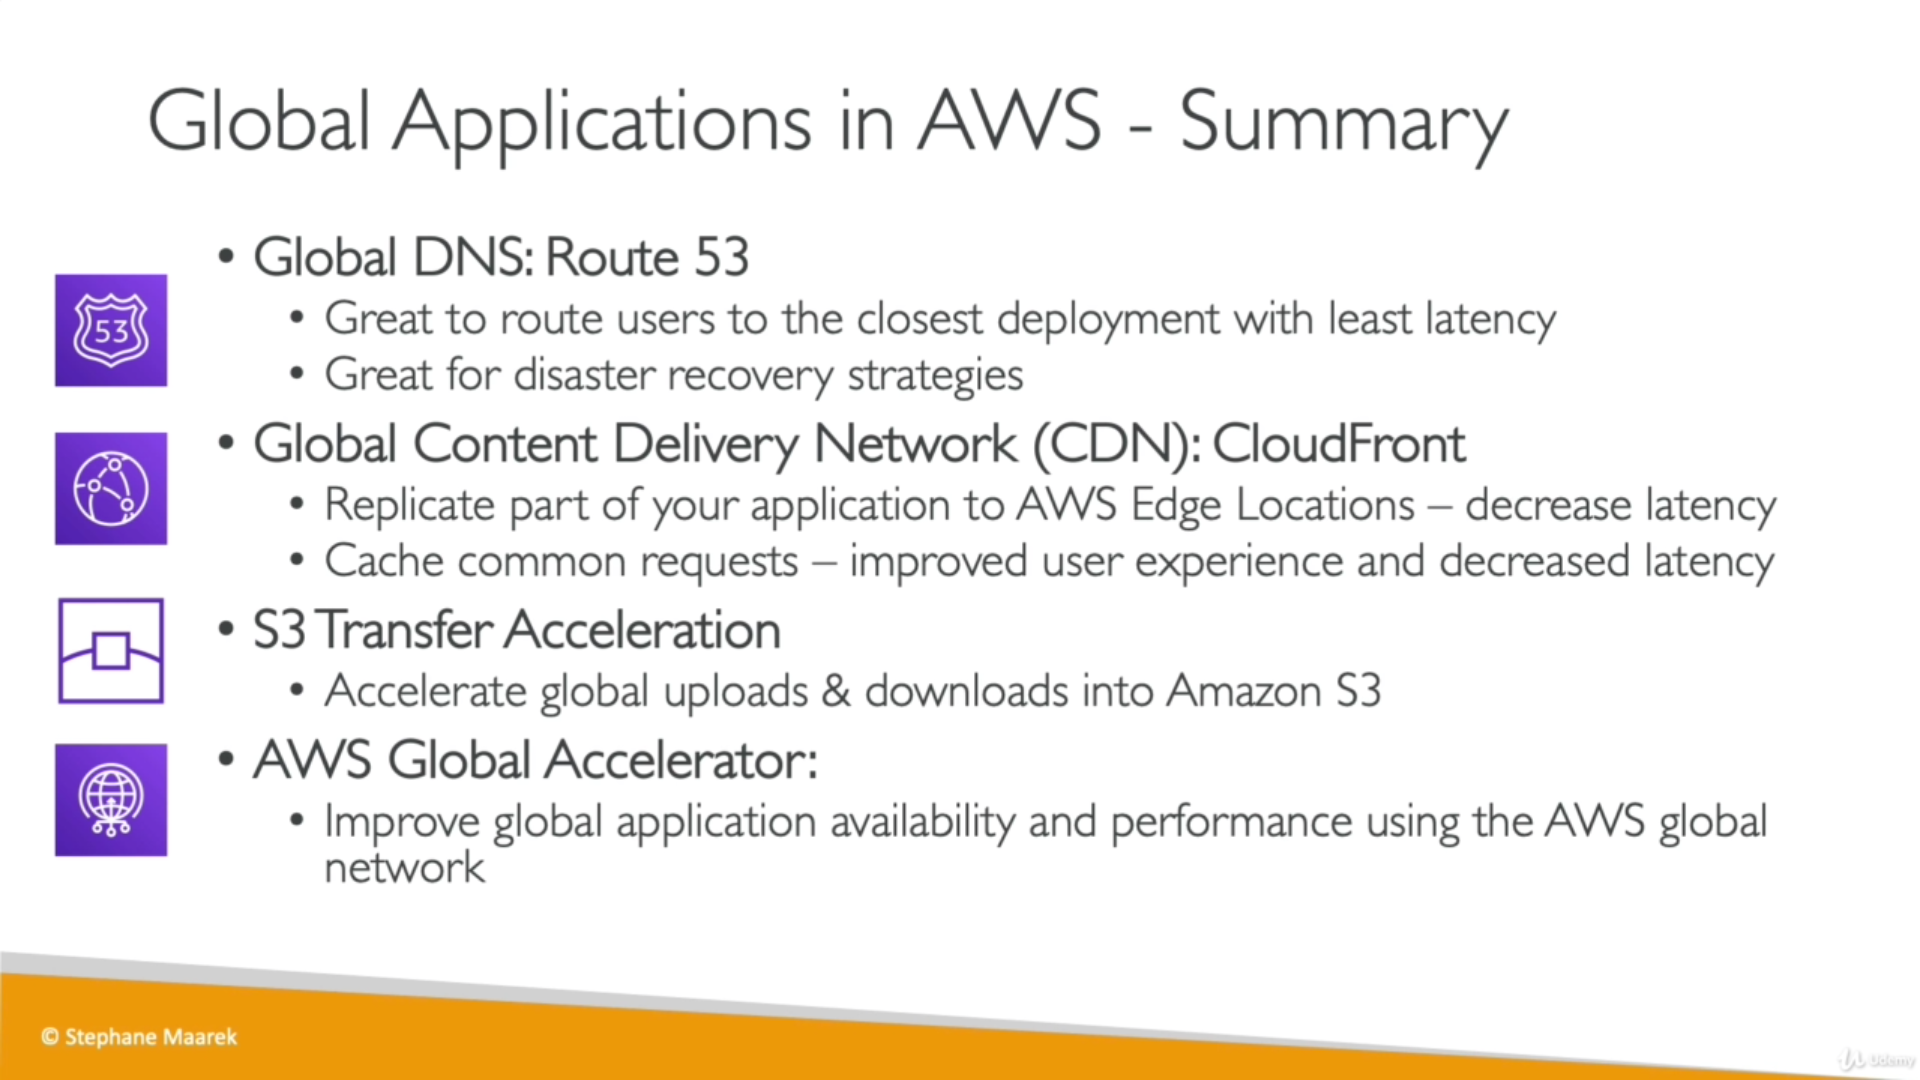 Global Applications in AWS - Summary
• Global DNS: Route 53
• Great to route users to the closest deployment with least latency
• Great for disaster recovery strategies
53
• Global Content Delivery Network (CDN): CloudFront
• Replicate part of your application to AWS Edge Locations – decrease latency
• Cache common requests – improved user experience and decreased latency
• S3 Transfer Acceleration
• Accelerate global uploads & downloads into Amazon S3
• AWS Global Accelerator:
• Improve global application availability and performance using the AWS global
network
© Stephane Maarek
Udemy